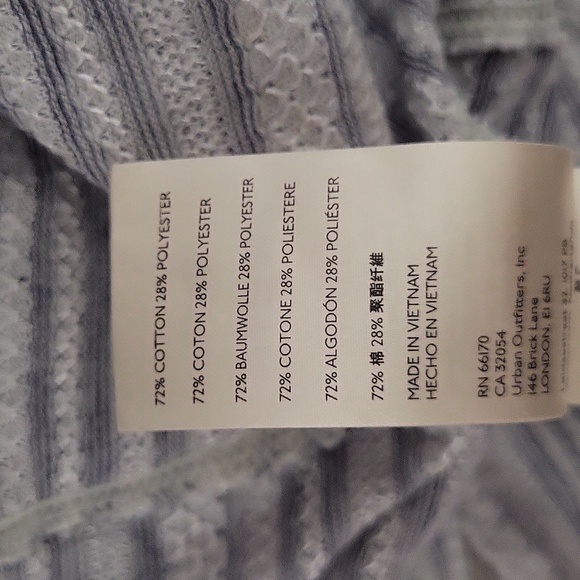 72% COTTON 28% POLYESTER
72% COTON 28% POLYESTER
72% BAUMWOLLE 28% POLYESTER
72% COTONE 28% POLIESTERE
72% ALGODÓN 28% POLIÉSTER
72% 棉 28% 聚酯纤维
MADE IN VIETNAM
HECHO EN VIETNAM
RN 66170
CA 32054
Urban Outfitters, Inc
146 Brick Lane
LONDON, E1 6RU